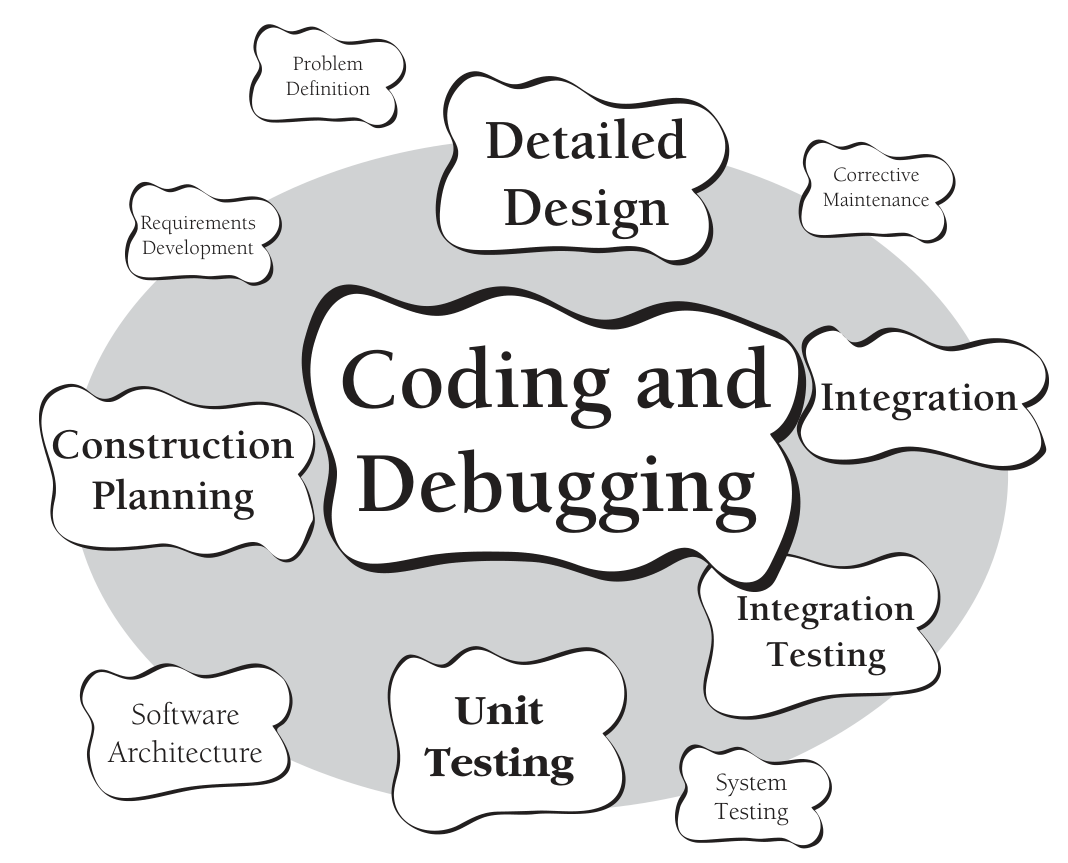 Problem
Definition
Detailed
Design
Corrective
Maintenance
Requirements
Development
Coding and
Debugging
Integration
Construction
Planning
Integration
Testing
Software
Architecture
Unit
Testing
System
Testing